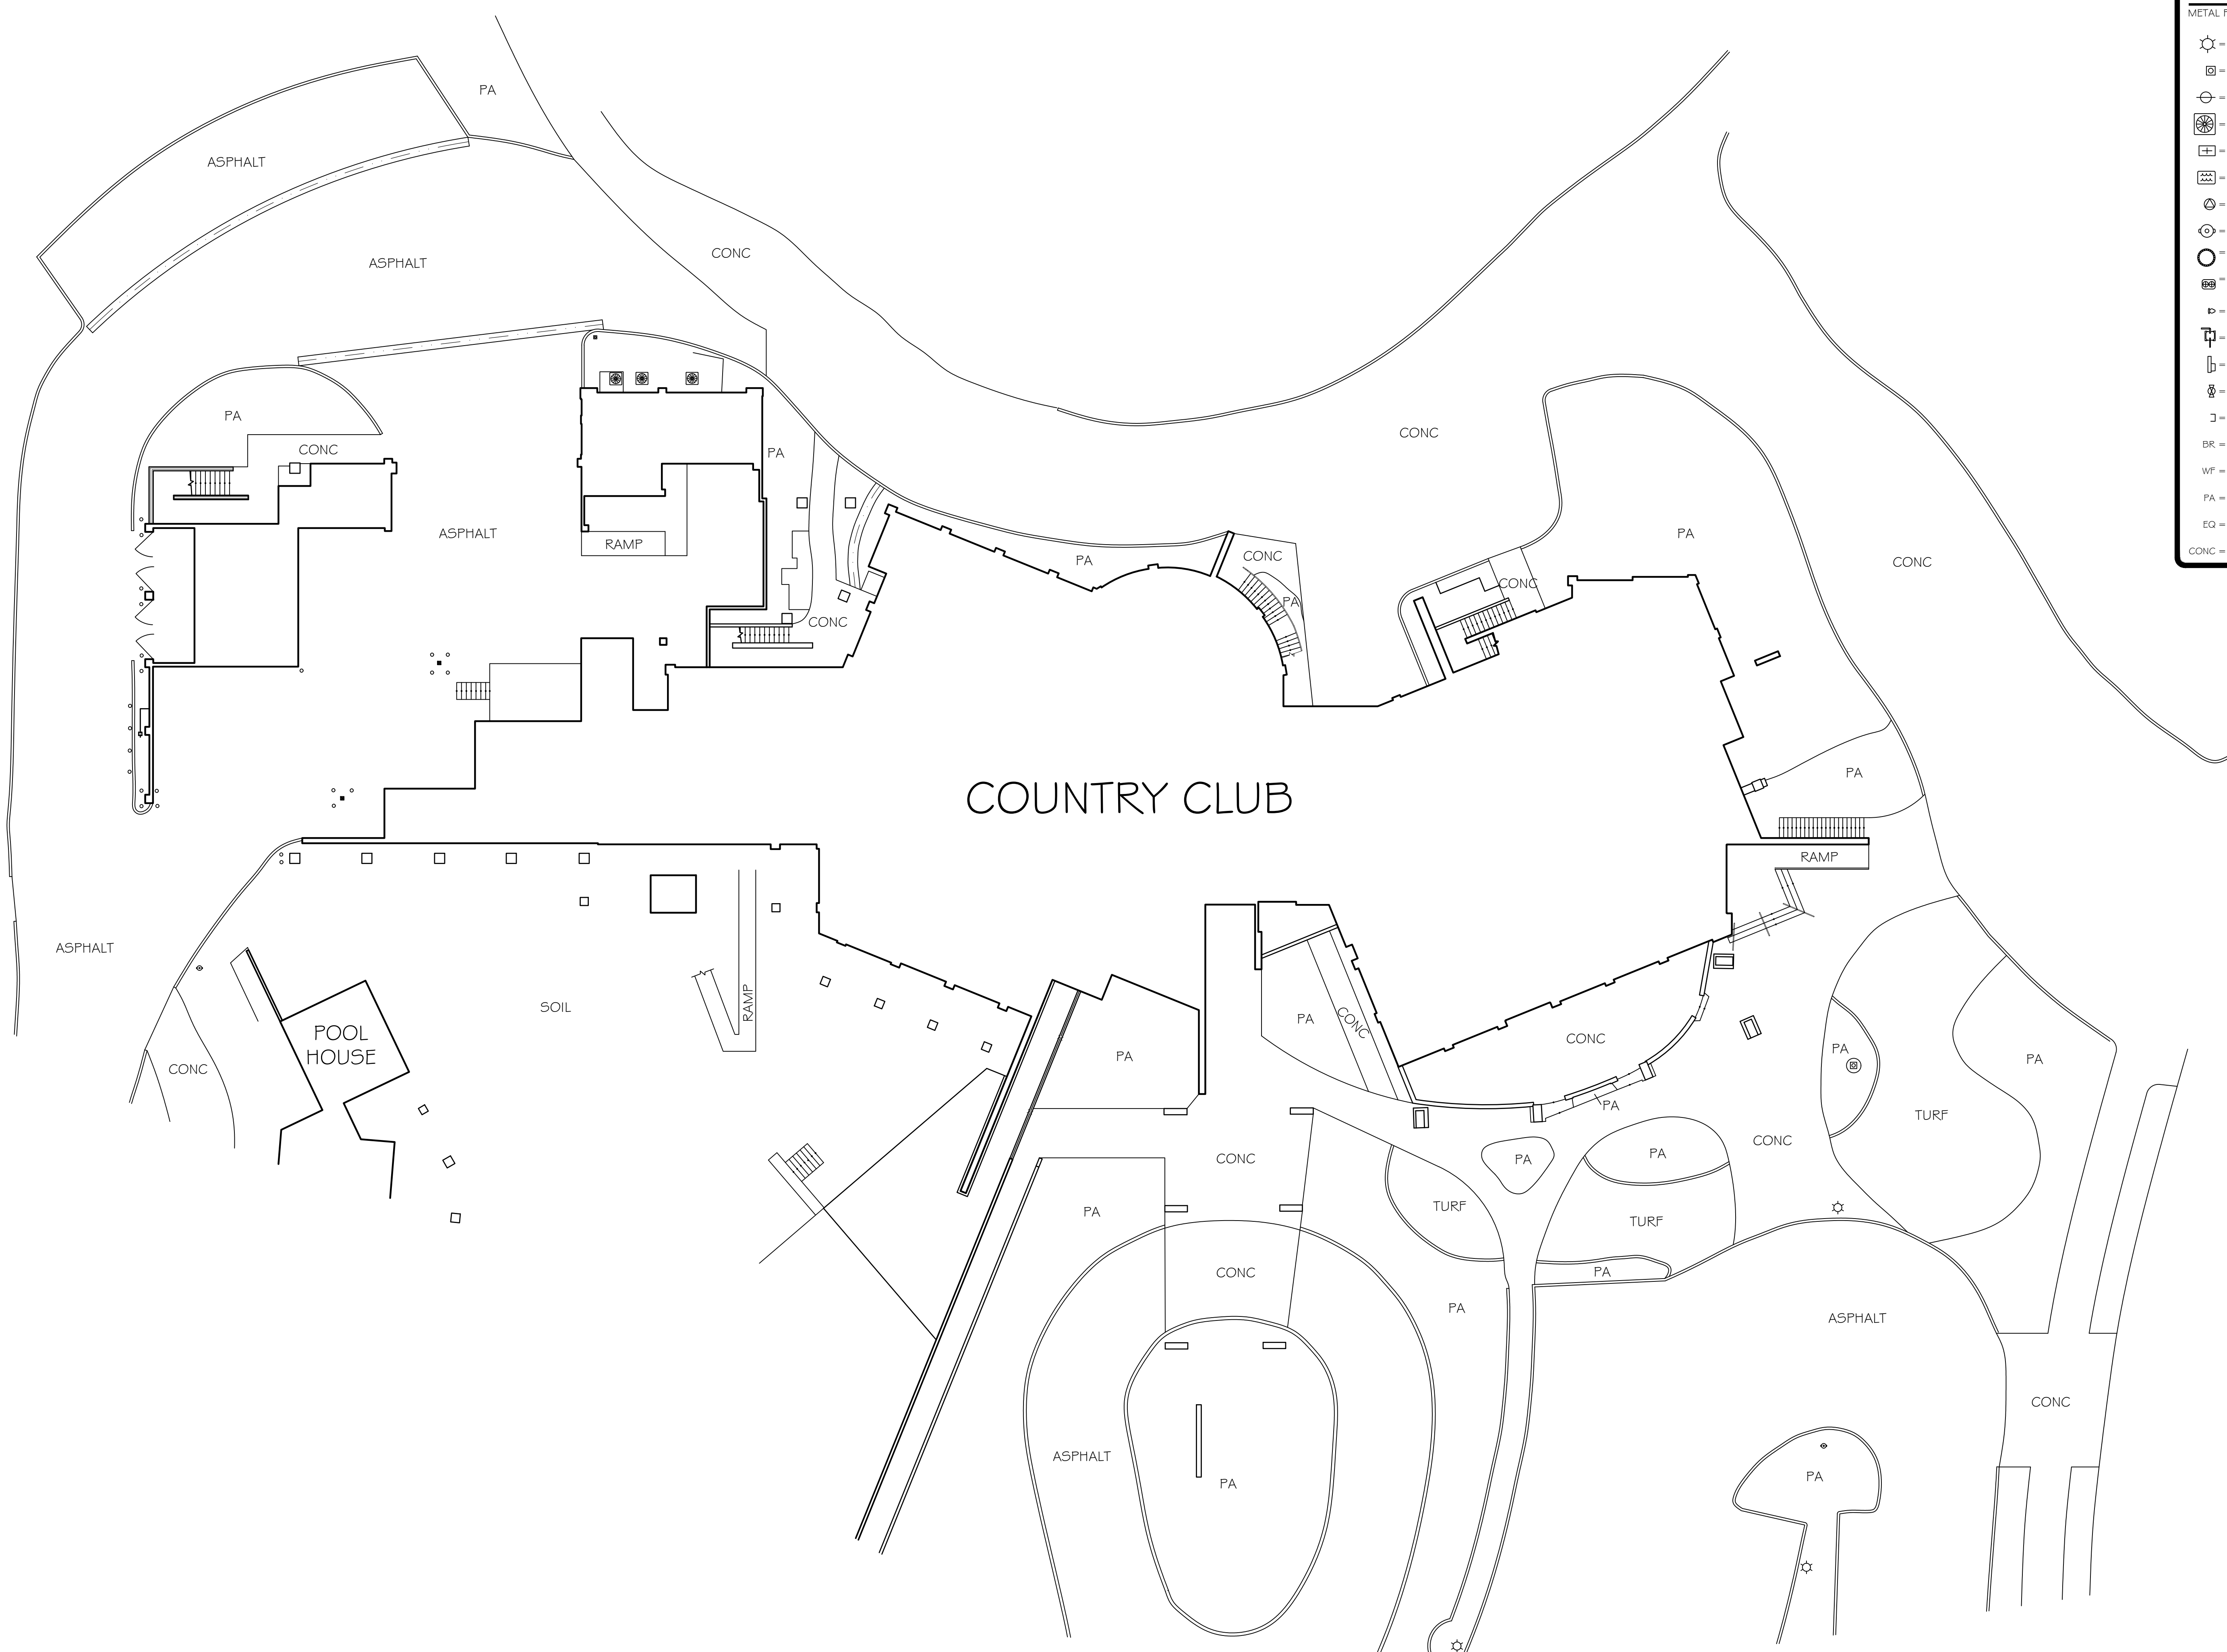 METAL F
PA
ASPHALT
CONC
ASPHALT
PA
CONC
CONC
PA
BR =
WF =
PA =
EQ =
CONC =
ASPHALT
RAMP
PA
PA
CONC
CONC
CONC
PA
PA
CONC
COUNTRY CLUB
PA
RAMP
ASPHALT
SOIL
RAMP
POOL
HOUSE
CONC
PA
PA
CONC
CONC
PA
PA
PA
TURF
CONC
PA
PA
CONC
PA
TURF
TURF
CONC
PA
PA
ASPHALT
CONC
ASPHALT
PA
PA